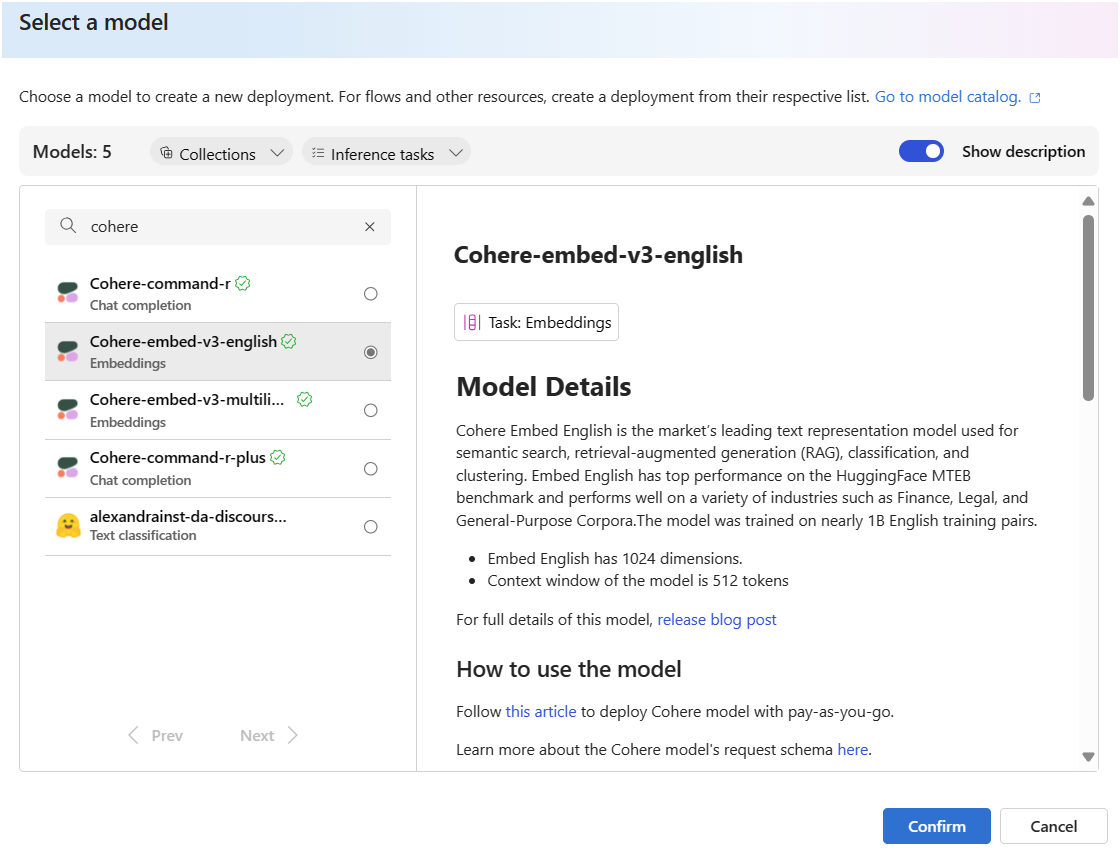 Select a model
Choose a model to create a new deployment. For flows and other resources, create a deployment from their respective list. Go to model catalog.
Models: 5
Collections
Inference tasks
Show description
cohere
Cohere-command-r
Chat completion
Cohere-embed-v3-english
Embeddings
Cohere-embed-v3-multili...
Embeddings
Cohere-command-r-plus
Chat completion
alexandrainst-da-discours...
Text classification
Prev
Next
Cohere-embed-v3-english
Task: Embeddings
Model Details
Cohere Embed English is the market’s leading text representation model used for
semantic search, retrieval-augmented generation (RAG), classification, and
clustering. Embed English has top performance on the HuggingFace MTEB
benchmark and performs well on a variety of industries such as Finance, Legal, and
General-Purpose Corpora.The model was trained on nearly 1B English training pairs.
• Embed English has 1024 dimensions.
• Context window of the model is 512 tokens
For full details of this model, release blog post
How to use the model
Follow this article to deploy Cohere model with pay-as-you-go.
Learn more about the Cohere model's request schema here.
Confirm
Cancel